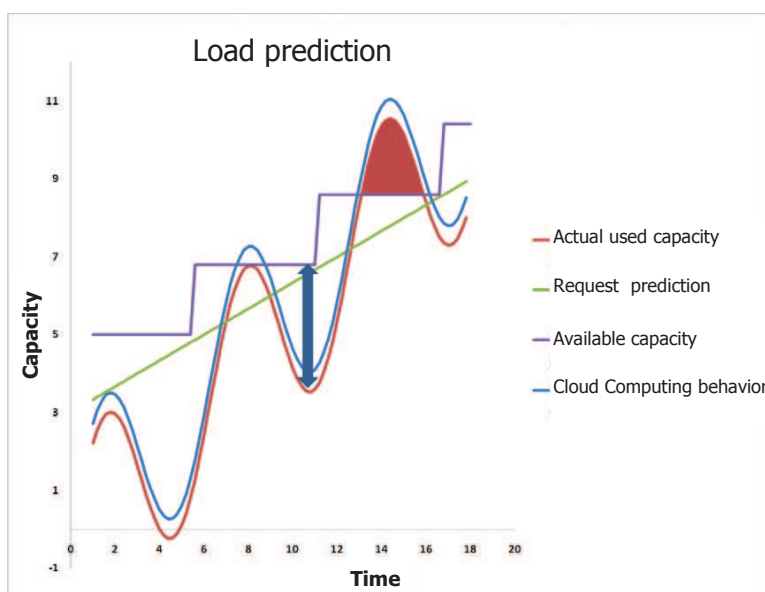 Load prediction
11
9
7
5
3
1
-1
Capacity
0 2 4 6 8 10 12 14 16 18 20
Time
Actual used capacity
Request prediction
Available capacity
Cloud Computing behavior